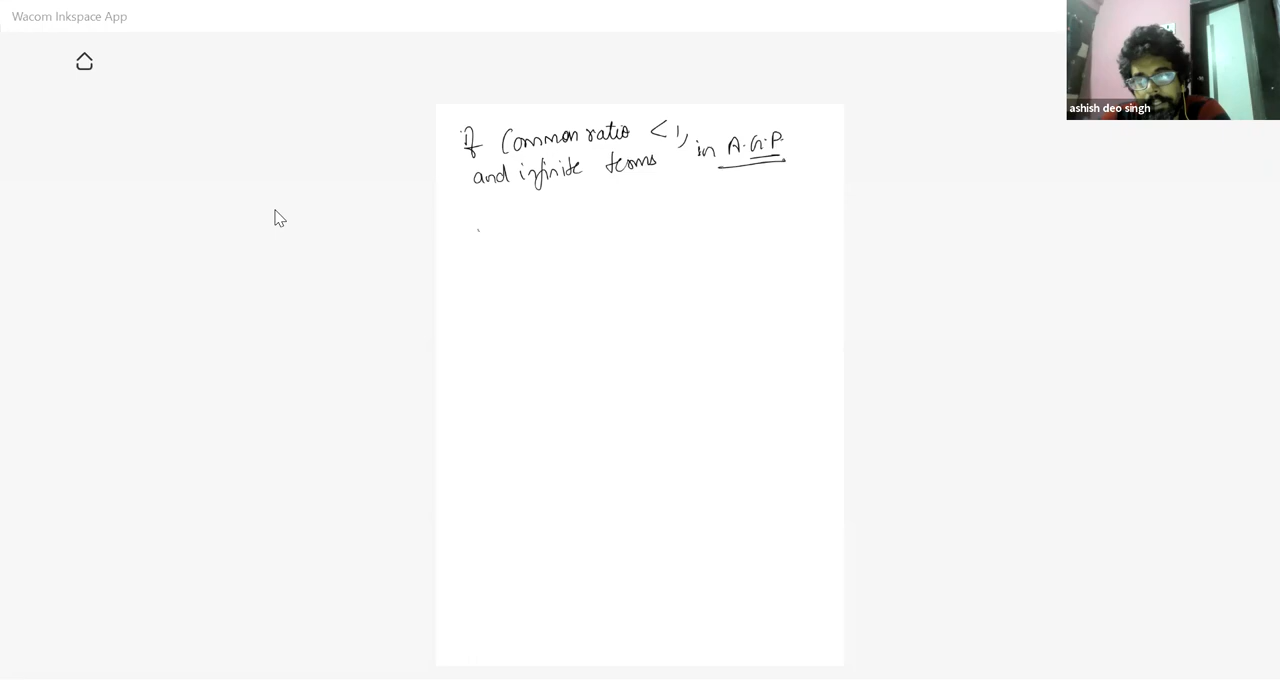 Wacom Inkspace App
ashish deo singh
if Common ratio < 1, in A.G.P.
and infinite terms